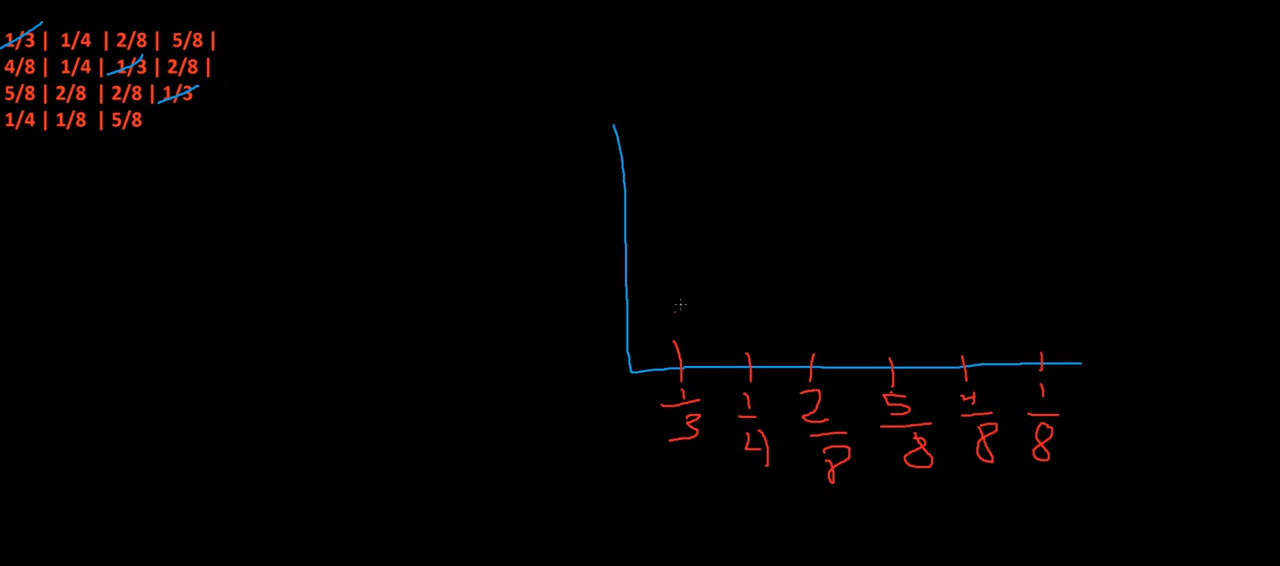 1/3 | 1/4 | 2/8 | 5/8 |
4/8 | 1/4 | 1/3 | 2/8 |
5/8 | 2/8 | 2/8 | 1/3
1/4 | 1/8 | 5/8
1/3 1/4 2/8 5/8 4/8 1/8